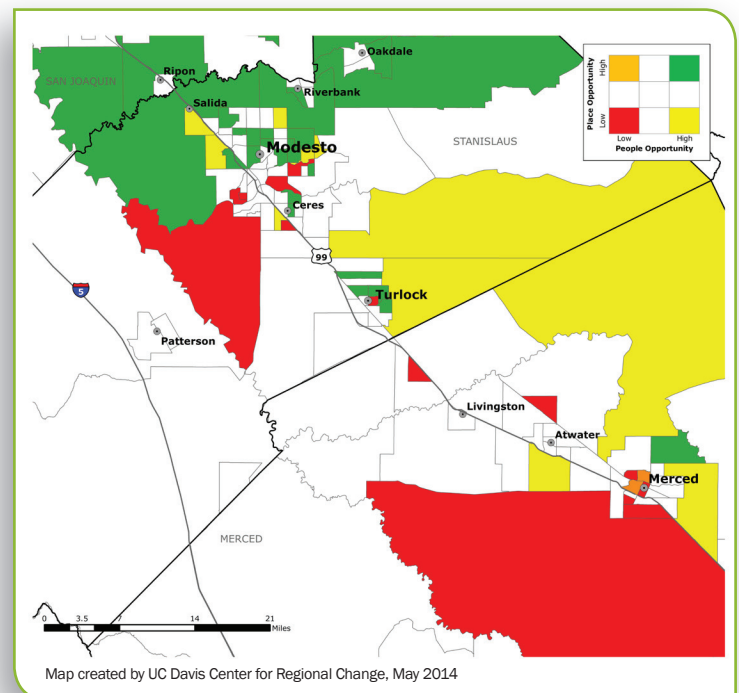 Oakdale
Ripon
SAN JOAQUIN
Riverbank
Salida
Place Opportunity
High
Low
Low
High
People Opportunity
STANISLAUS
Modesto
Ceres
99
5
Turlock
Patterson
Livingston
Atwater
Merced
MERCED
0 3.5 7 14 21
Miles
Map created by UC Davis Center for Regional Change, May 2014